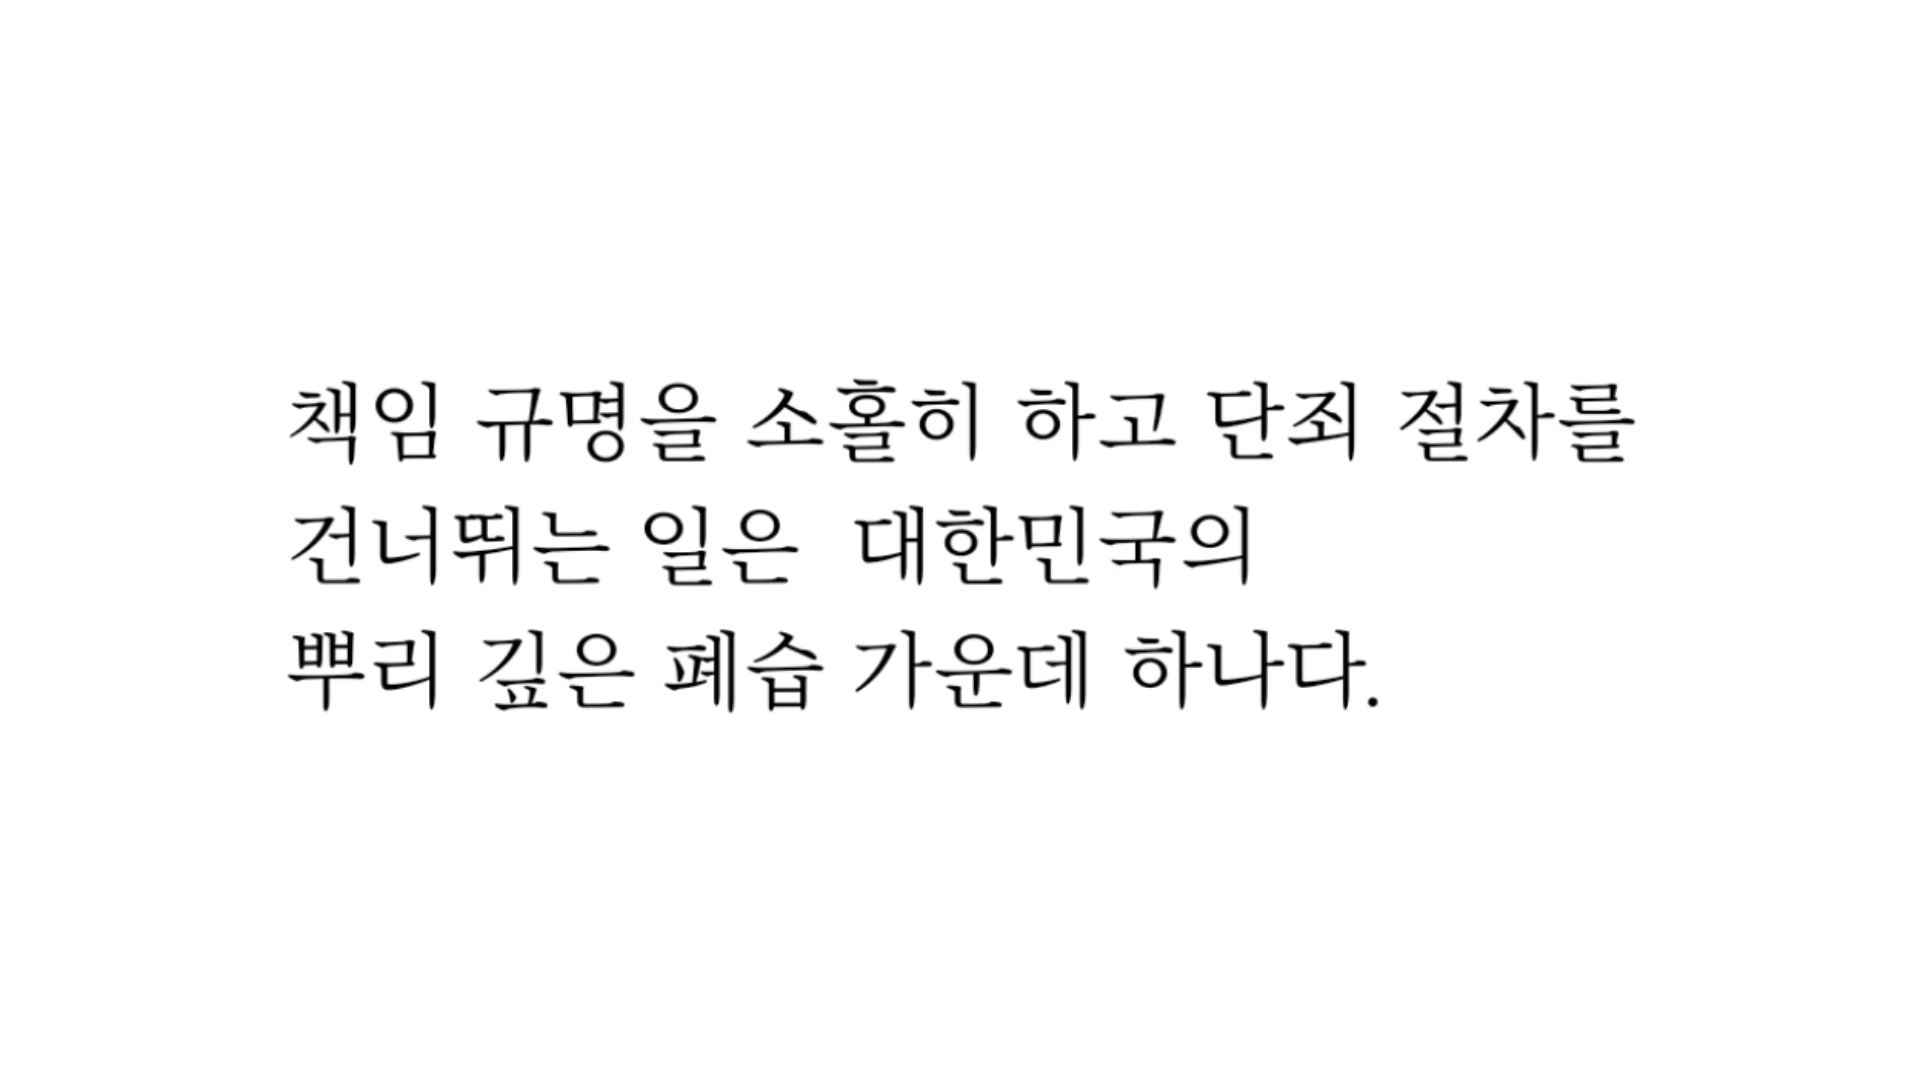 책임 규명을 소홀히 하고 단죄 절차를
건너뛰는 일은  대한민국의
뿌리 깊은 폐습 가운데 하나다.